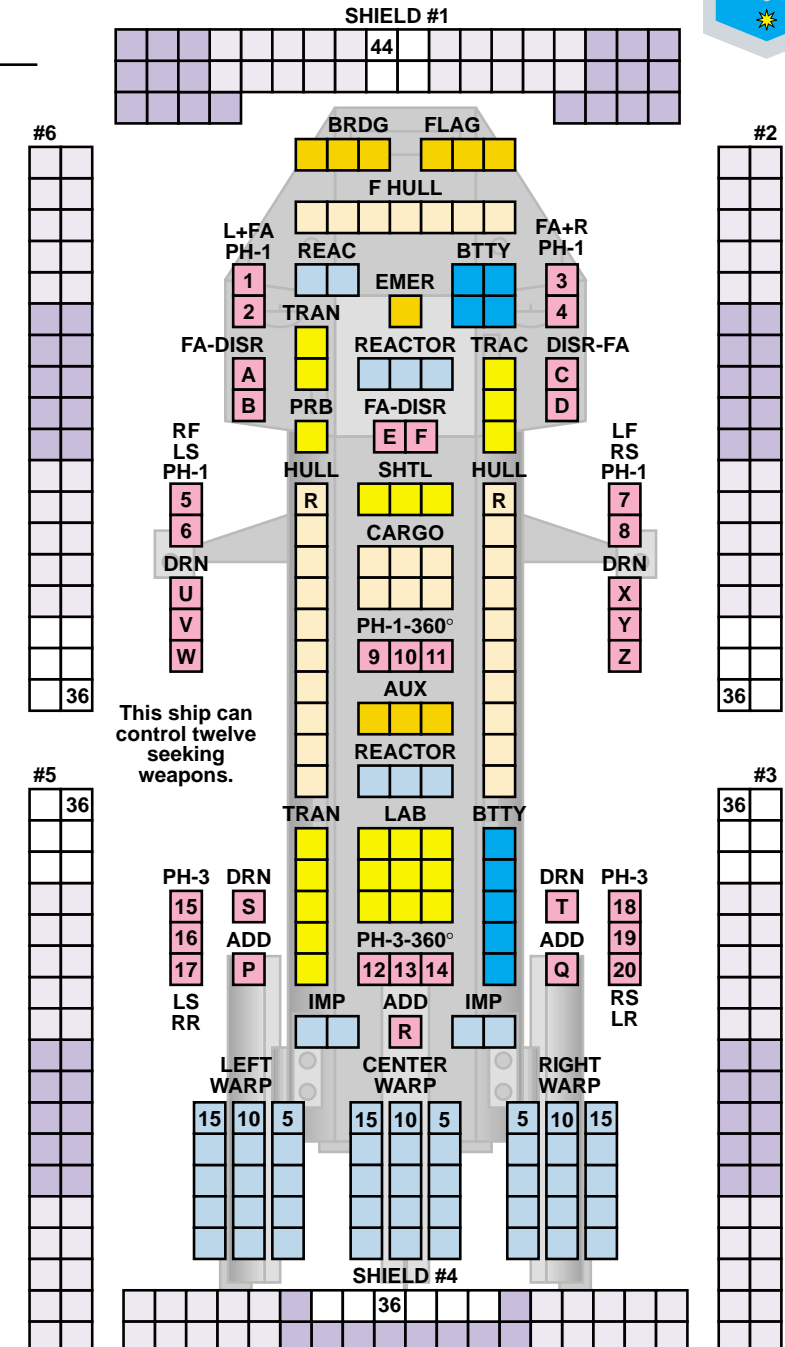 SHIELD #1
44
#6
#2
BRDG FLAG
F HULL
L+FA
PH-1
REAC
BTTY
FA+R
PH-1
1
2
EMER
3
4
TRAN
FA-DISR
REACTOR
TRAC
DISR-FA
A
B
C
D
PRB
FA-DISR
E F
RF
LS
PH-1
LF
RS
PH-1
HULL
SHTL
HULL
5
6
R
R
7
8
CARGO
DRN
U
V
W
DRN
X
Y
Z
PH-1-360°
9 10 11
36
36
AUX
This ship can
control twelve
seeking
weapons.
REACTOR
#5
#3
36
36
TRAN
LAB
BTTY
PH-3
DRN
DRN
PH-3
15
16
17
S
T
18
19
20
ADD
P
ADD
Q
PH-3-360°
12 13 14
LS
RR
RS
LR
IMP
ADD
IMP
R
LEFT
WARP
CENTER
WARP
RIGHT
WARP
15 10 5
15 10 5
5 10 15
SHIELD #4
36